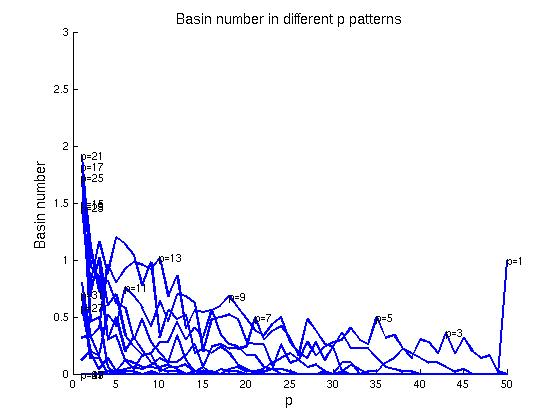 Basin number in different p patterns
3
2.5
2
1.5
1
0.5
0
Basin number
p=21
p=17
p=25
p=13
p=11
p=9
p=7
p=5
p=3
p=1
0 5 10 15 20 25 30 35 40 45 50
p